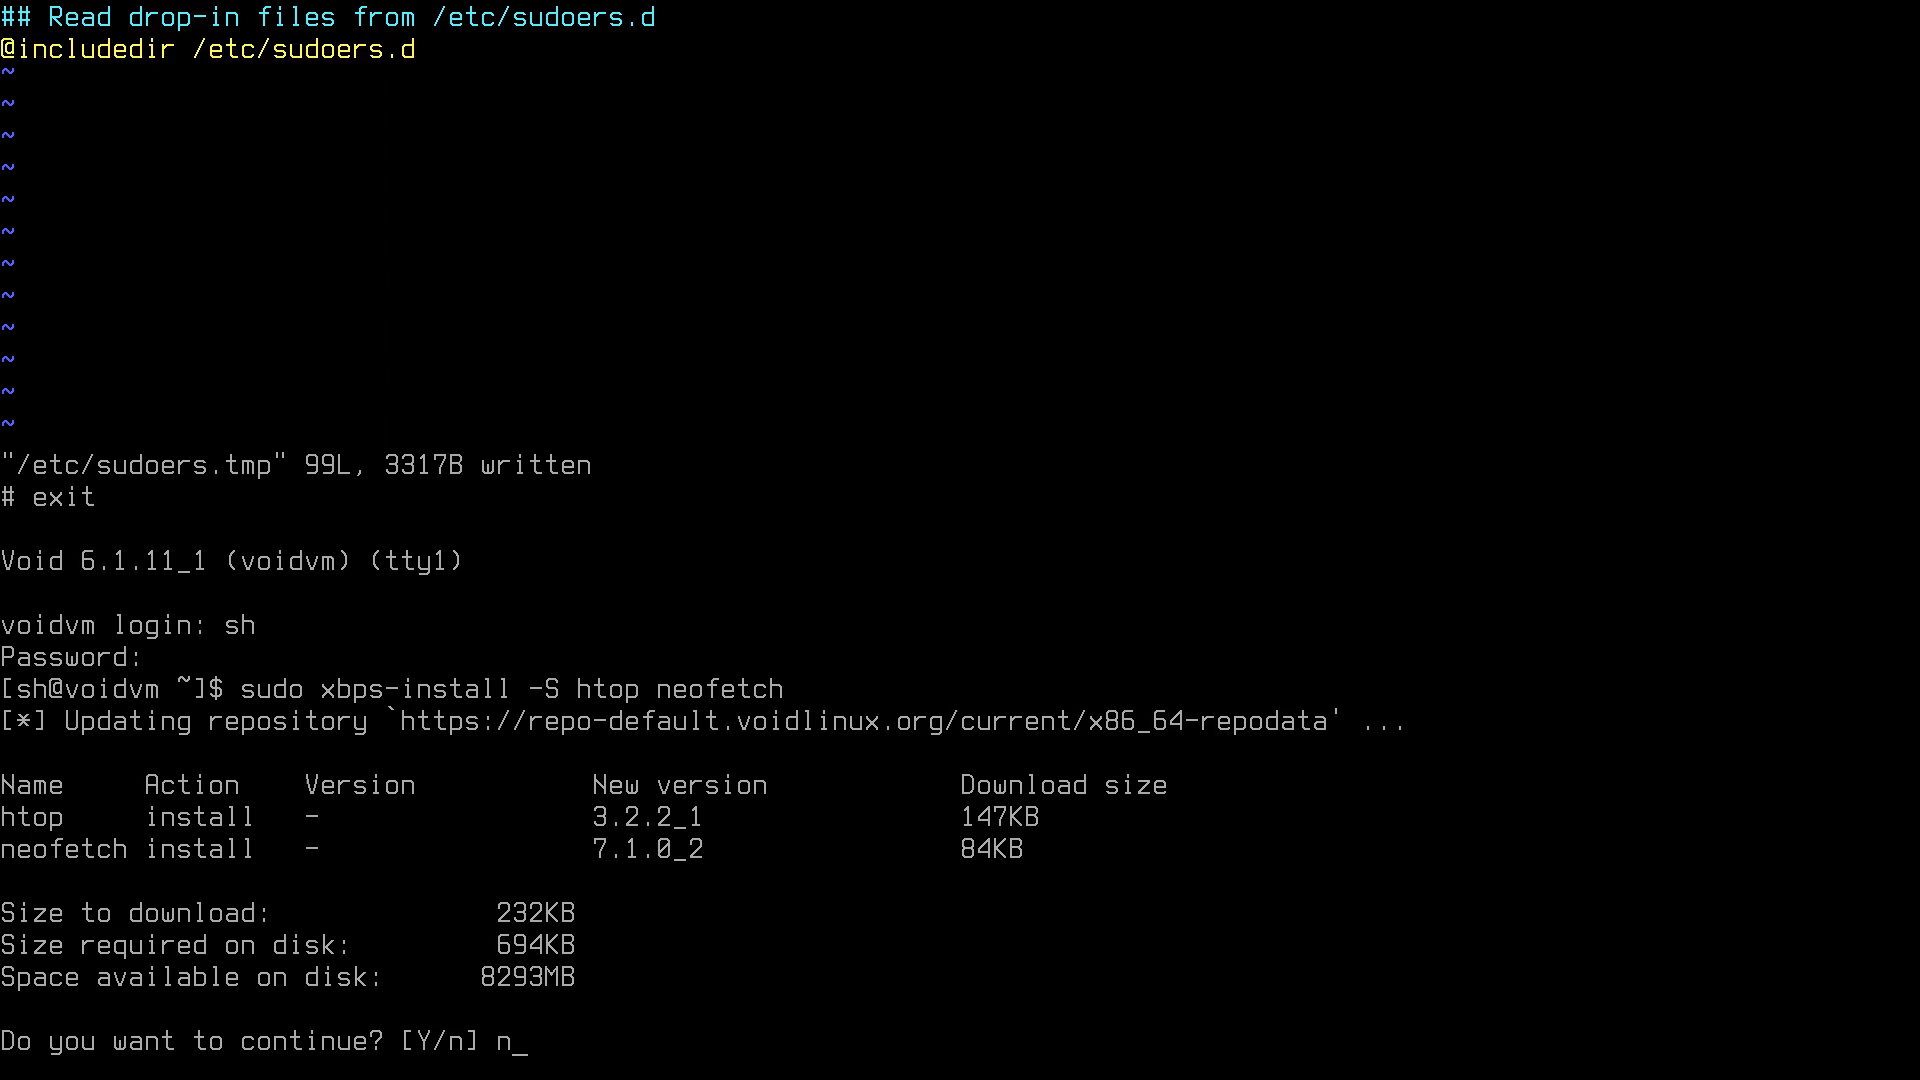 ## Read drop-in files from /etc/sudoers.d
@includedir /etc/sudoers.d
~
~
~
~
~
~
~
~
~
~
~
~
"/etc/sudoers.tmp" 99L, 3317B written
# exit
Void 6.1.11_1 (voidvm) (tty1)
voidvm login: sh
Password:
[sh@voidvm ~]$ sudo xbps-install -S htop neofetch
[*] Updating repository `https://repo-default.voidlinux.org/current/x86_64-repodata' ...
Name     Action    Version           New version            Download size
htop     install   -                 3.2.2_1                147KB
neofetch install   -                 7.1.0_2                84KB
Size to download:              232KB
Size required on disk:         694KB
Space available on disk:      8293MB
Do you want to continue? [Y/n] n_